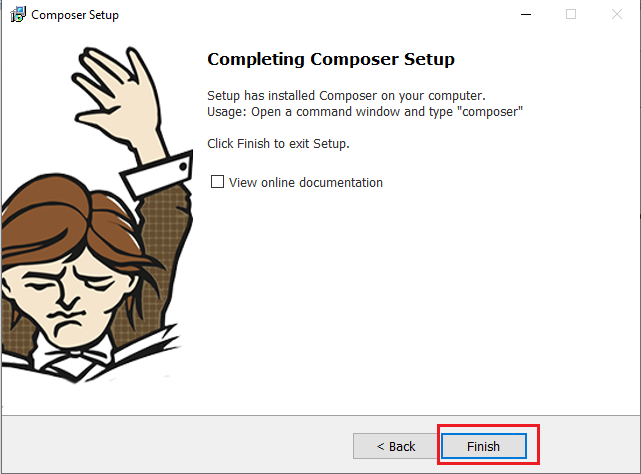 Composer Setup
Completing Composer Setup
Setup has installed Composer on your computer.
Usage: Open a command window and type "composer"
Click Finish to exit Setup.
View online documentation
< Back
Finish